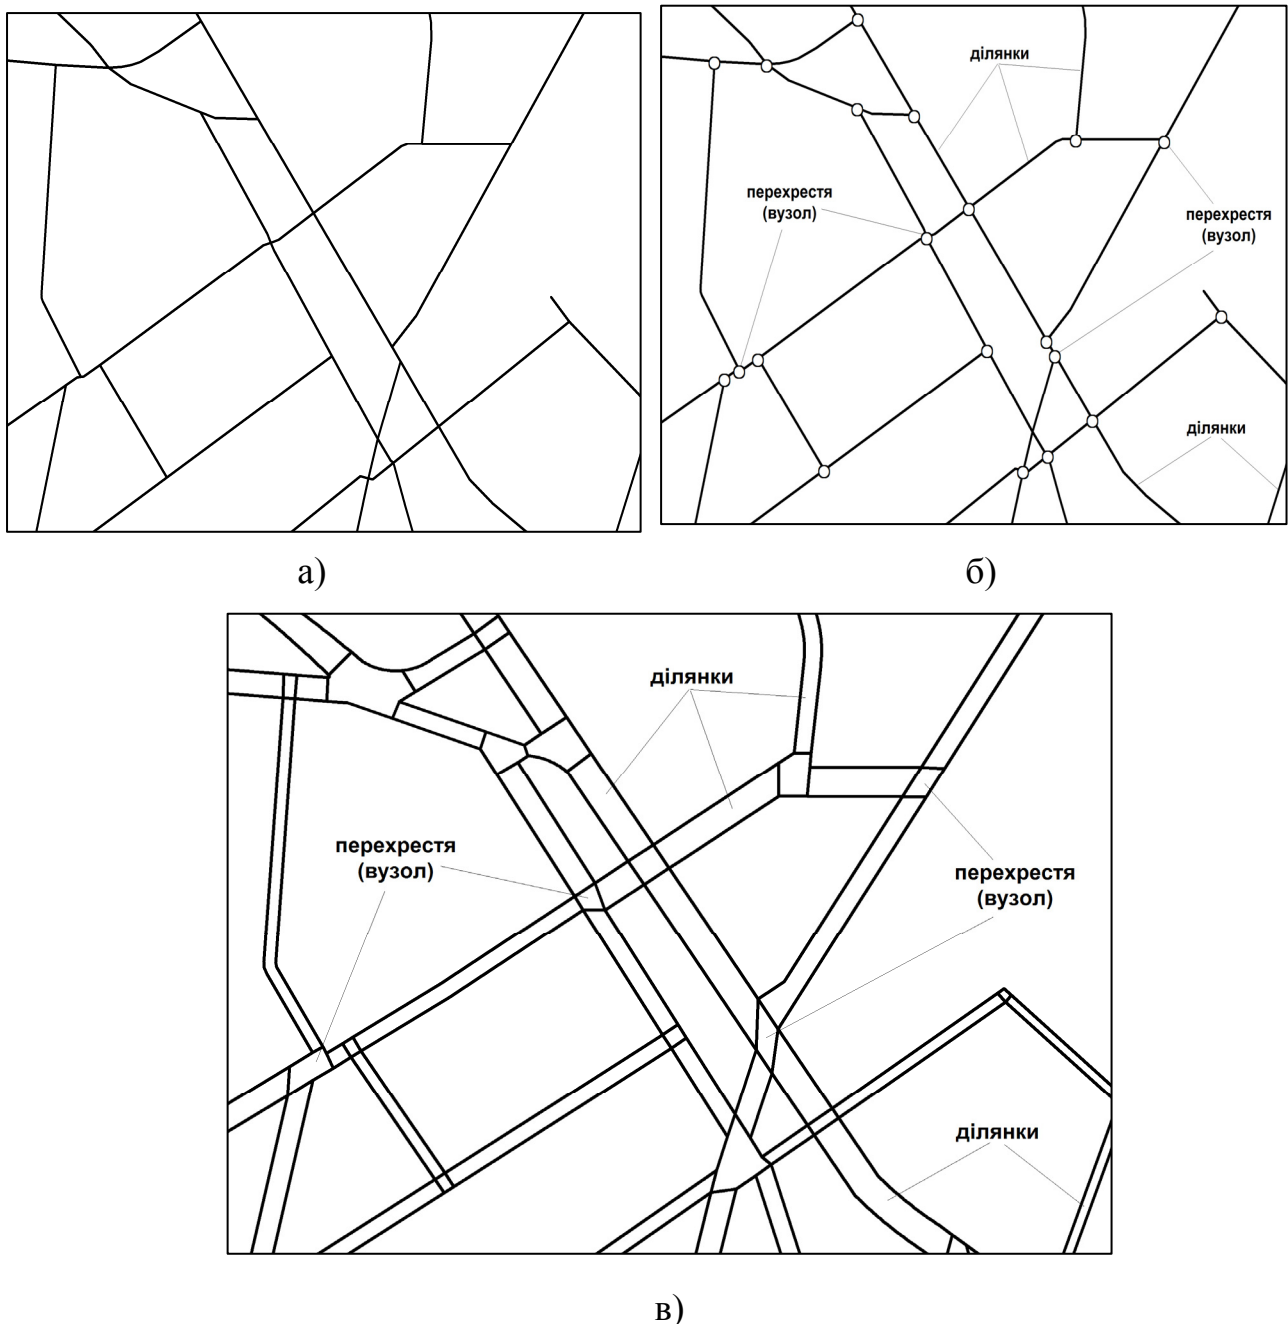 ділянки
перехрестя
(вузол)
перехрестя
(вузол)
ділянки
а)
б)
ділянки
перехрестя
(вузол)
перехрестя
(вузол)
ділянки
в)